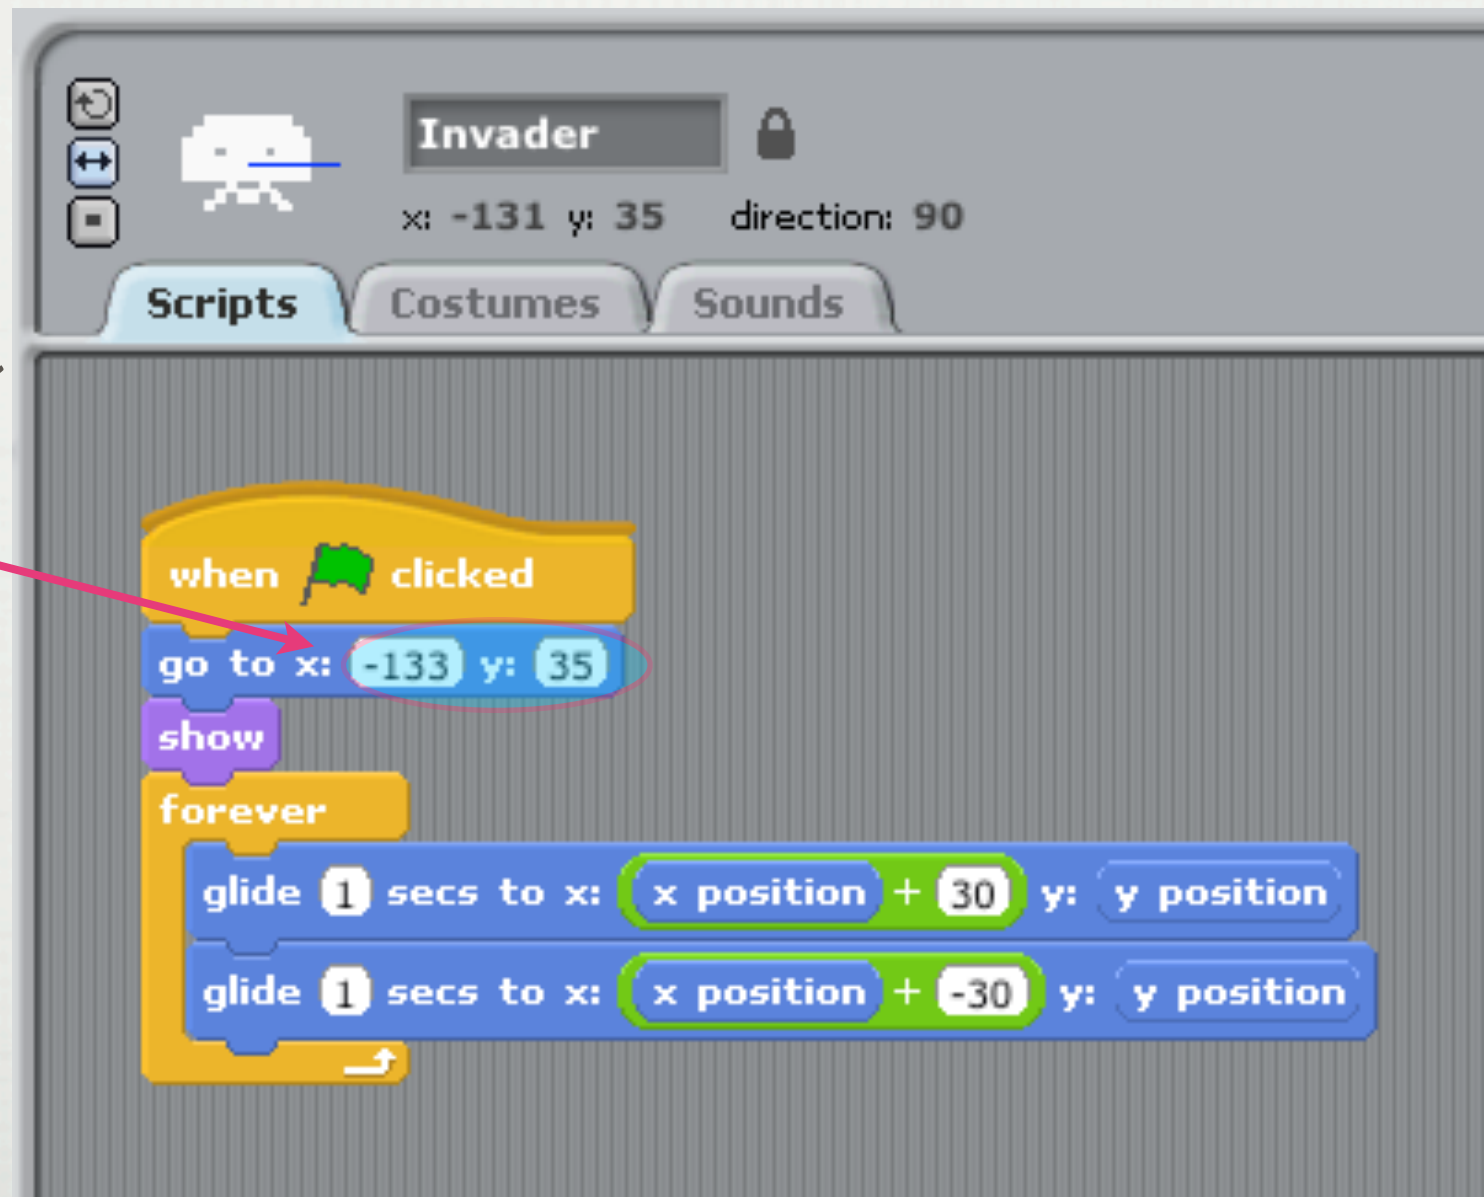 Invader
x: -131 y: 35 direction: 90
Scripts Costumes Sounds
when clicked
go to x: -133 y: 35
show
forever
glide 1 secs to x: x position + 30 y: y position
glide 1 secs to x: x position + -30 y: y position